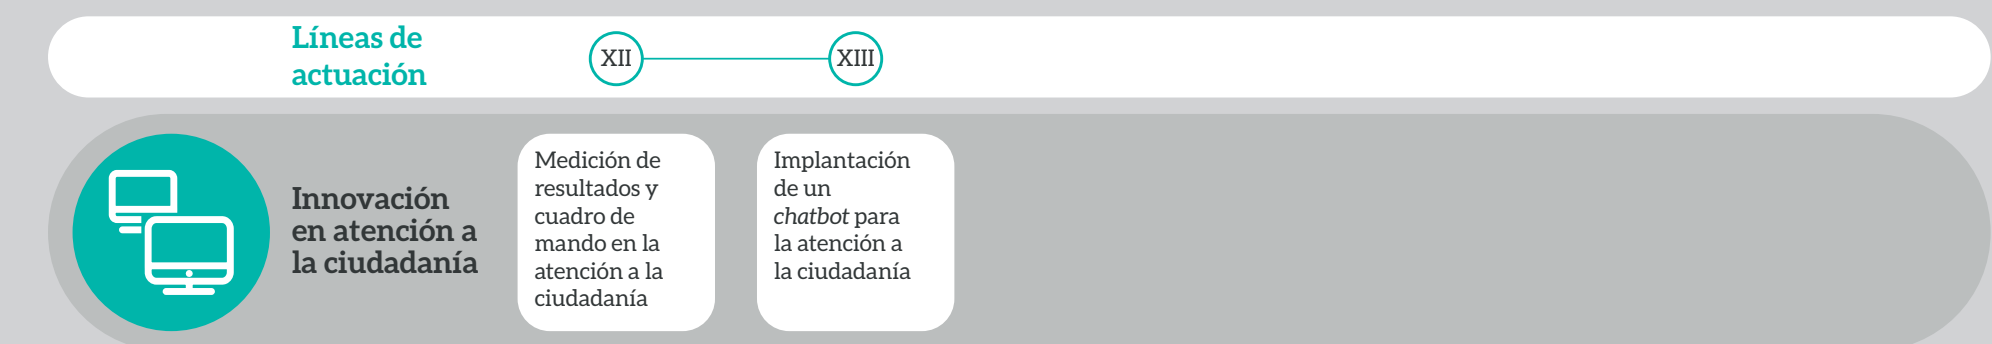 Líneas de
actuación
XII
XIII
Innovación
en atención a
la ciudadanía
Medición de
resultados y
cuadro de
mando en la
atención a la
ciudadanía
Implantación
de un
chatbot para
la atención a
la ciudadanía